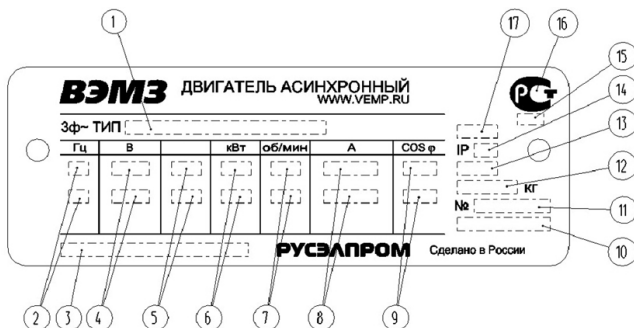 1 17 16
15
14
13
12
11
10
ВЭМЗ ДВИГАТЕЛЬ АСИНХРОННЫЙ
WWW.VEMP.RU
РСТ
3ф~ ТИП
Гц В кВт об/мин А COS φ
IP
кг
№
РУСЭЛПРОМ Сделано в России
2 3 4 5 6 7 8 9